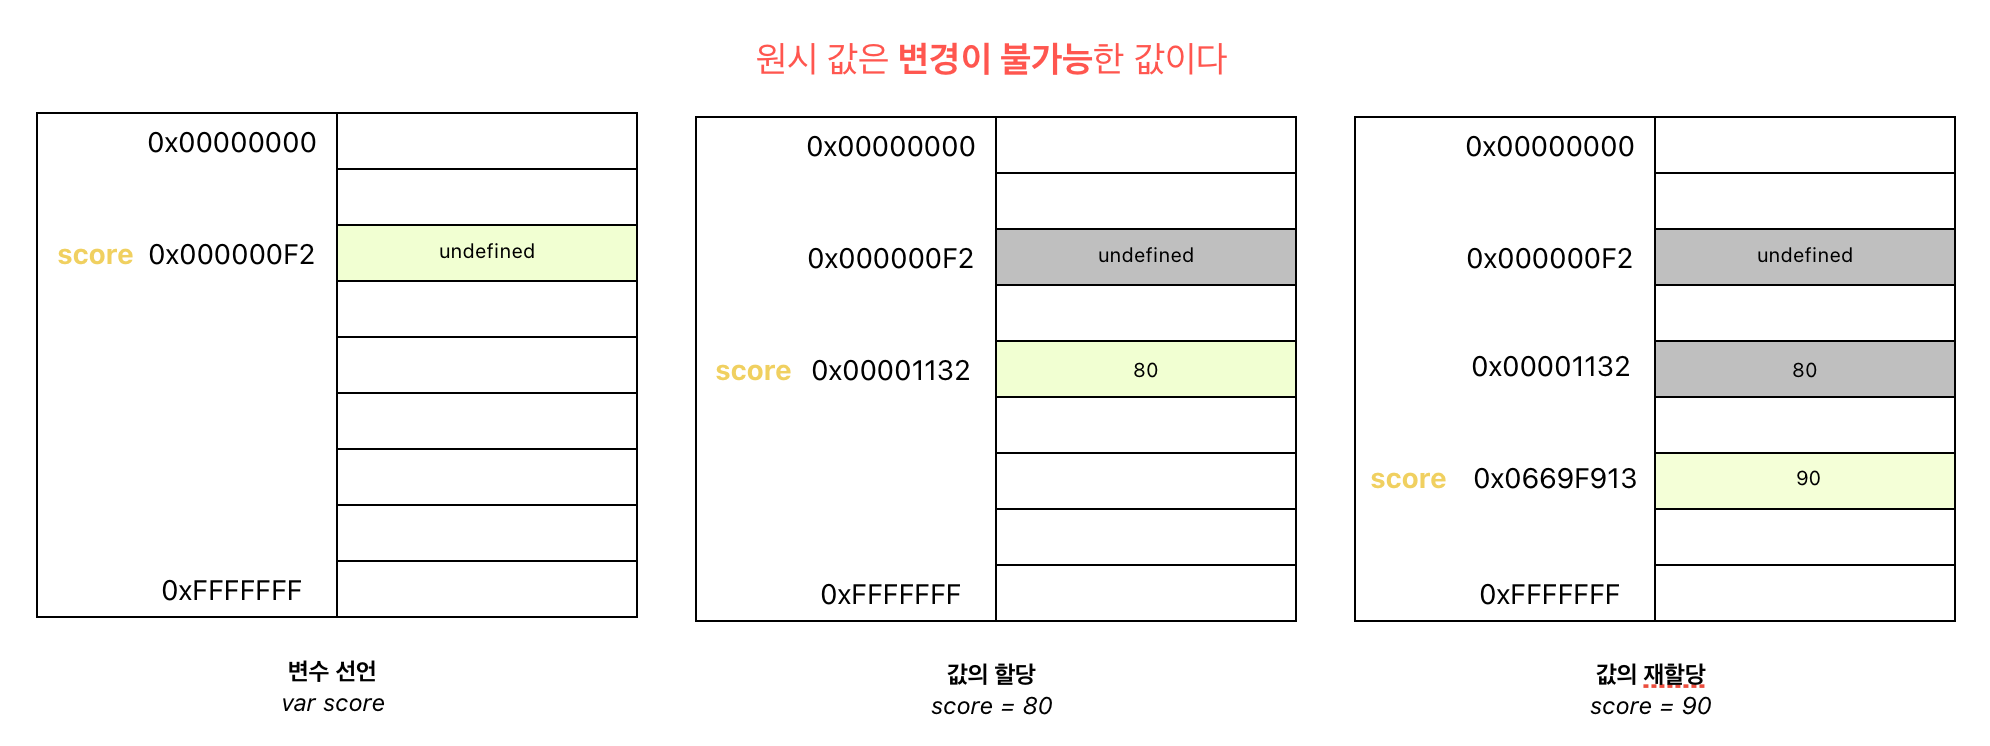 원시 값은 변경이 불가능한 값이다
0x00000000
score 0x000000F2 undefined
0xFFFFFFF
변수 선언
var score
0x00000000
0x000000F2 undefined
score 0x00001132 80
0xFFFFFFF
값의 할당
score = 80
0x00000000
0x000000F2 undefined
0x00001132 80
score 0x0669F913 90
0xFFFFFFF
값의 재할당
score = 90